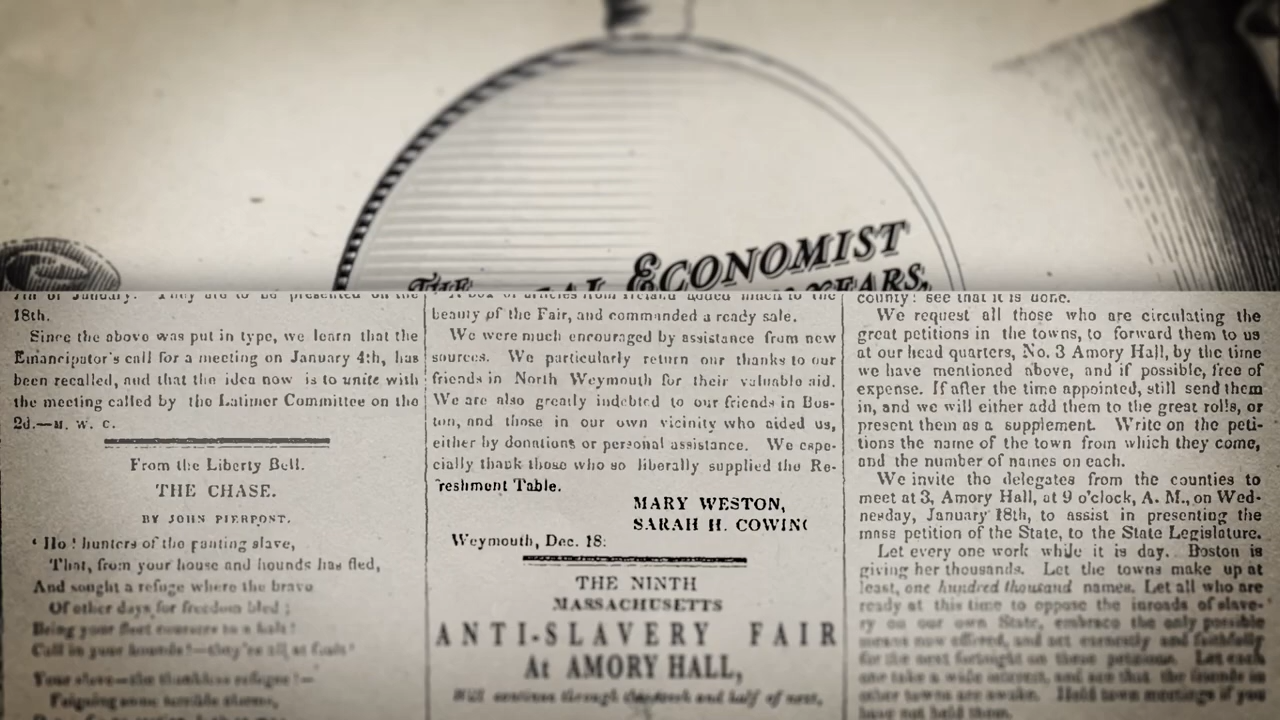 THE
ECONOMIST
YEARS,
18th.
Since the above was put in type, we learn that the
Emancipator's call for a meeting on January 4th, has
been recalled, and that the idea now is to unite with
the meeting called by the Latimer Committee on the
2d.—M. W. C.
From the Liberty Bell.
THE CHASE.
BY JOHN PIERPONT.
' Ho ! hunters of the panting slave,
That, from your house and hounds has fled,
And sought a refuge where the brave
Of other days for freedom bled ;
Being your fleet coursers to a halt!
Call in your hounds!—they're all at fault!
Your slave—the thankless refugee!—
Feigning some terrible alarms,
A box of articles from Ireland added much to the
beauty of the Fair, and commanded a ready sale.
We were much encouraged by assistance from new
sources. We particularly return our thanks to our
friends in North Weymouth for their valuable aid.
We are also greatly indebted to our friends in Bos-
ton, and those in our own vicinity who aided us,
either by donations or personal assistance. We espe-
cially thank those who so liberally supplied the Re-
freshment Table.
MARY WESTON,
SARAH H. COWIN
Weymouth, Dec. 18.
THE NINTH
MASSACHUSETTS
ANTI-SLAVERY FAIR
At AMORY HALL,
Will continue through the week and half of next,
county: see that it is done.
We request all those who are circulating the
great petitions in the towns, to forward them to us
at our head quarters, No. 3 Amory Hall, by the time
we have mentioned above, and if possible, free of
expense. If after the time appointed, still send them
in, and we will either add them to the great rolls, or
present them as a supplement. Write on the peti-
tions the name of the town from which they come,
and the number of names on each.
We invite the delegates from the counties to
meet at 3, Amory Hall, at 9 o'clock, A. M., on Wed-
nesday, January 18th, to assist in presenting the
mass petition of the State, to the State Legislature.
Let every one work while it is day. Boston is
giving her thousands. Let the towns make up at
least, one hundred thousand names. Let all who are
ready at this time to oppose the inroads of slave-
ry on our own State, embrace the only possible
means now offered, and act earnestly and faithfully
for the next fortnight on these petitions. Let each
one take a wide interest, and see that the friends in
other towns are awake. Hold town meetings if you
have not held them.